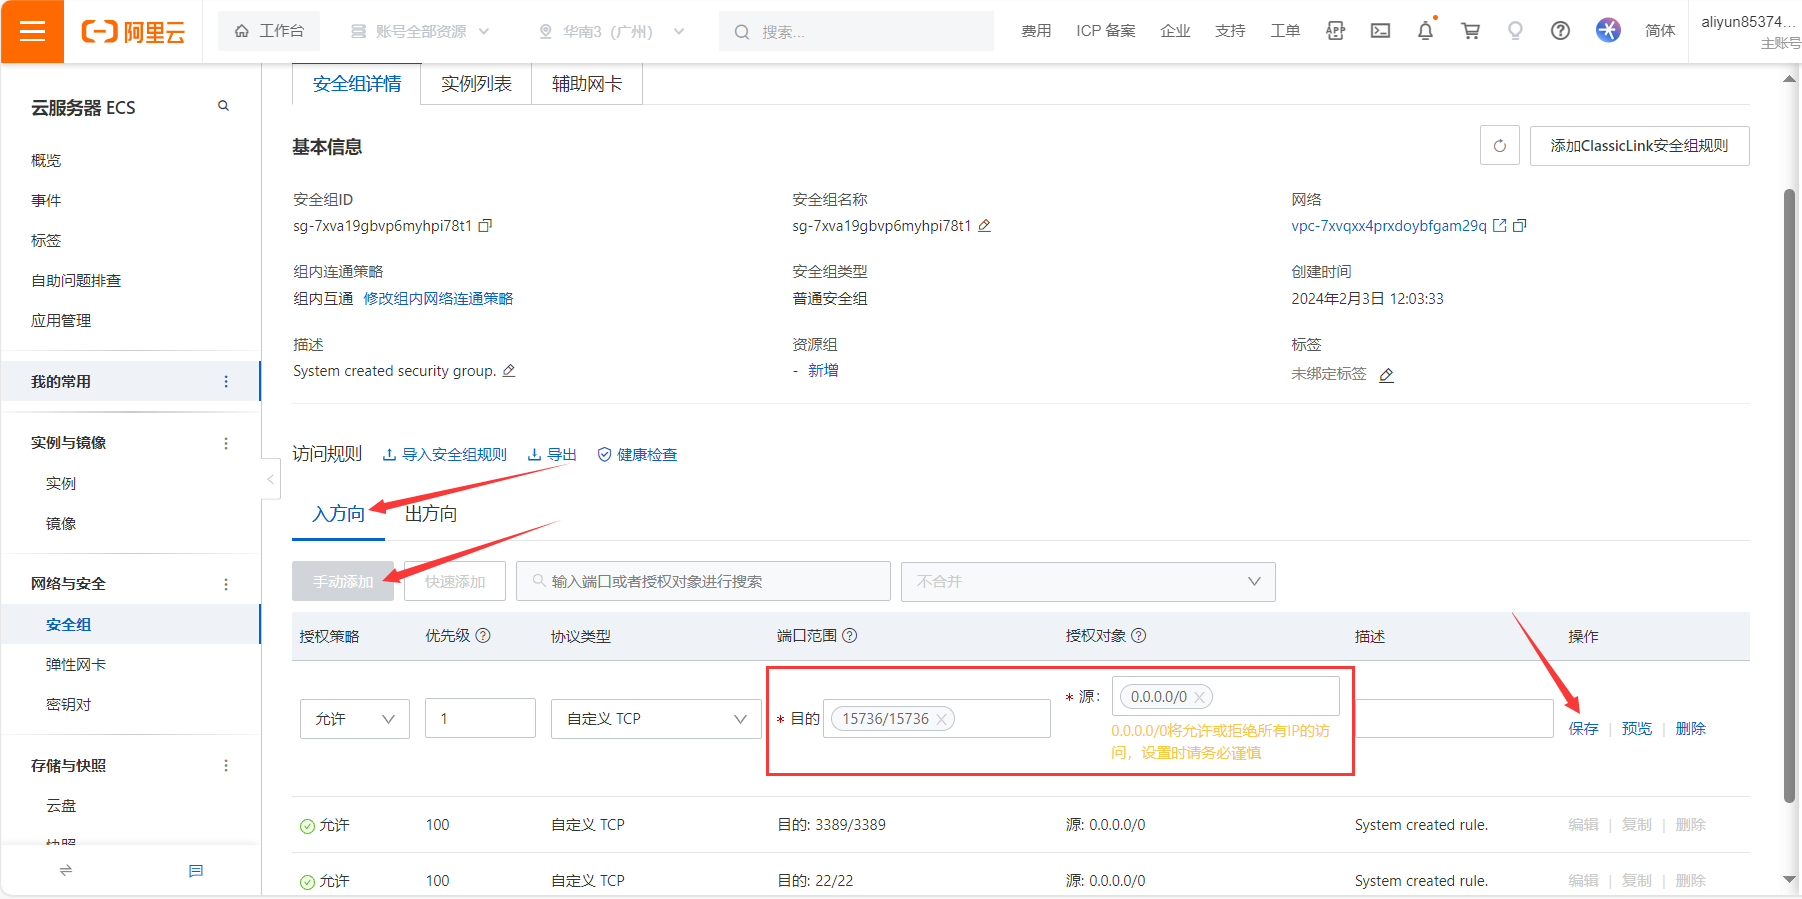 阿里云
工作台
账号全部资源
华南3（广州）
搜索...
费用
ICP 备案
企业
支持
工单
APP
简体
aliyun85374...
主账号
云服务器 ECS
概览
事件
标签
自助问题排查
应用管理
我的常用
实例与镜像
实例
镜像
网络与安全
安全组
弹性网卡
密钥对
存储与快照
云盘
快照
安全组详情
实例列表
辅助网卡
基本信息
添加ClassicLink安全组规则
安全组ID
安全组名称
网络
sg-7xva19gbvp6myhpi78t1
sg-7xva19gbvp6myhpi78t1
vpc-7xvqxx4prxdoybfgam29q
组内连通策略
安全组类型
创建时间
组内互通 修改组内网络连通策略
普通安全组
2024年2月3日 12:03:33
描述
资源组
标签
System created security group.
- 新增
未绑定标签
访问规则 导入安全组规则 导出 健康检查
入方向
出方向
手动添加
快速添加
输入端口或者授权对象进行搜索
不合并
授权策略 优先级 协议类型 端口范围 授权对象 描述 操作
允许 1 自定义 TCP * 目的 15736/15736 * 源： 0.0.0.0/0
0.0.0.0/0将允许或拒绝所有IP的访
问，设置时请务必谨慎
保存 | 预览 | 删除
允许 100 自定义 TCP 目的: 3389/3389 源: 0.0.0.0/0 System created rule. 编辑 | 复制 | 删除
允许 100 自定义 TCP 目的: 22/22 源: 0.0.0.0/0 System created rule. 编辑 | 复制 | 删除